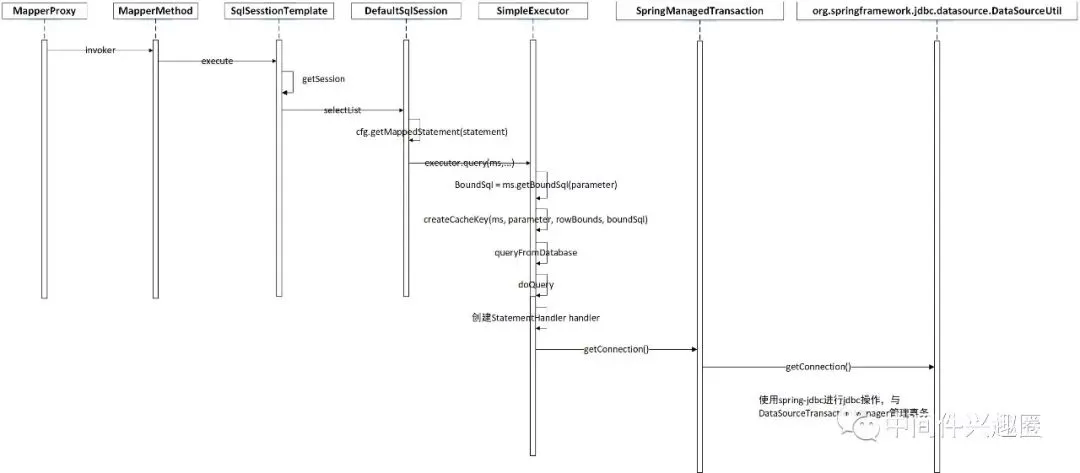 MapperProxy
MapperMethod
SqlSesstionTemplate
DefaultSqlSession
SimpleExecutor
SpringManagedTransaction
org.springframework.jdbc.datasource.DataSourceUtil
invoker
execute
getSession
selectList
cfg.getMappedStatement(statement)
executor.query(ms,...)
BoundSql = ms.getBoundSql(parameter)
createCacheKey(ms, parameter, rowBounds, boundSql)
queryFromDatabase
doQuery
创建StatementHandler handler
getConnection()
getConnection()
使用spring-jdbc进行jdbc操作，与
DataSourceTransactionManager管理事务
中间件兴趣圈